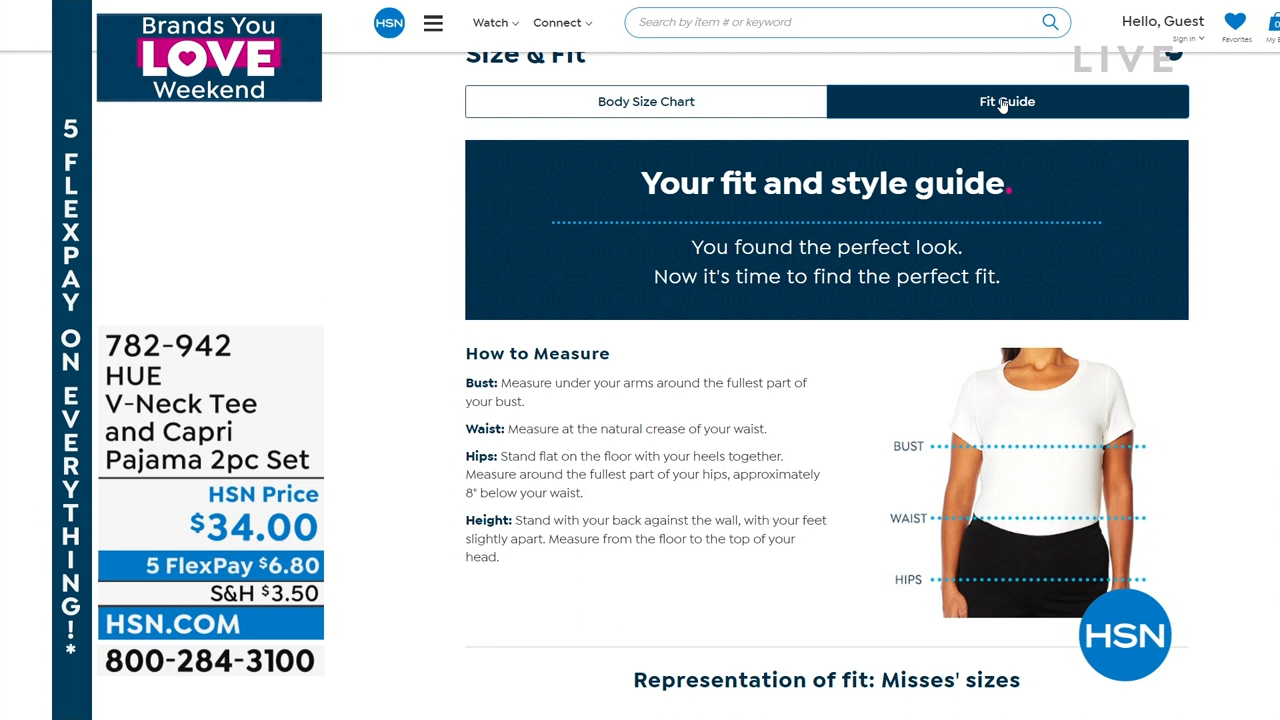 Brands You
LOVE
Weekend
5 FLEXPAY ON EVERYTHING!*
782-942
HUE
V-Neck Tee
and Capri
Pajama 2pc Set
HSN Price
$34.00
5 FlexPay $6.80
S&H $3.50
HSN.COM
800-284-3100
HSN
Watch
Connect
Search by item # or keyword
Hello, Guest
Sign In
Favorites
0
LIVE
Size & Fit
Body Size Chart
Fit Guide
Your fit and style guide.
You found the perfect look.
Now it's time to find the perfect fit.
How to Measure
Bust: Measure under your arms around the fullest part of
your bust.
Waist: Measure at the natural crease of your waist.
Hips: Stand flat on the floor with your heels together.
Measure around the fullest part of your hips, approximately
8" below your waist.
Height: Stand with your back against the wall, with your feet
slightly apart. Measure from the floor to the top of your
head.
BUST
WAIST
HIPS
HSN
Representation of fit: Misses' sizes